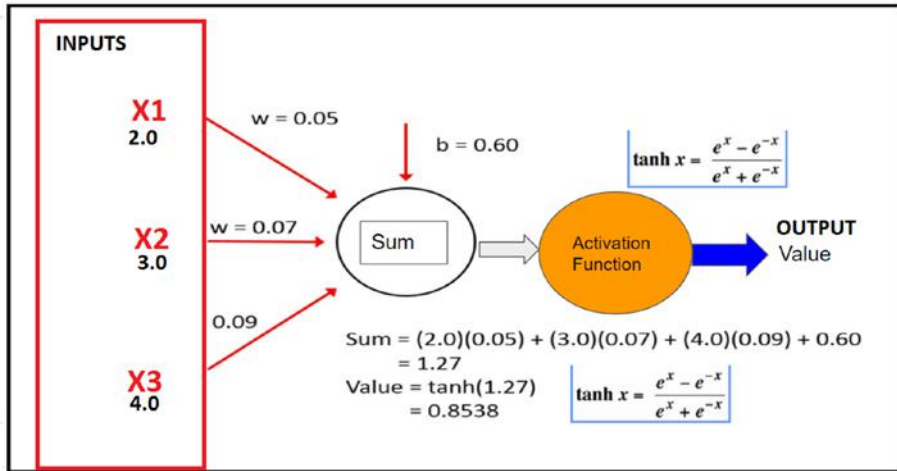 INPUTS
X1
2.0
w = 0.05
b = 0.60
tanh x = (e^x − e^−x) / (e^x + e^−x)
X2
3.0
w = 0.07
Sum
Activation
Function
OUTPUT
Value
0.09
X3
4.0
Sum = (2.0)(0.05) + (3.0)(0.07) + (4.0)(0.09) + 0.60
= 1.27
Value = tanh(1.27)
= 0.8538
tanh x = (e^x − e^−x) / (e^x + e^−x)